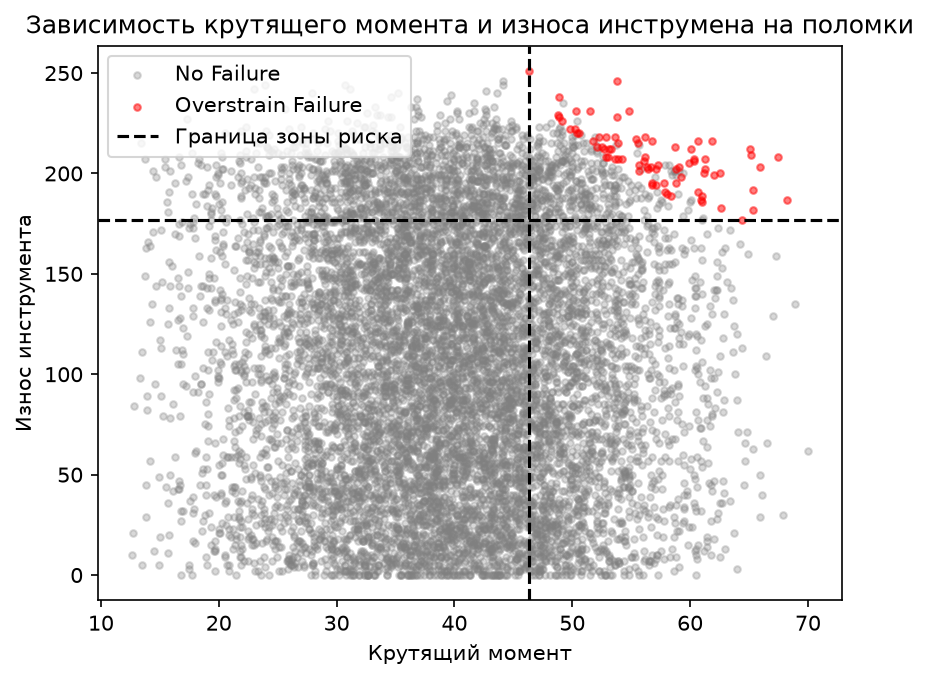 Зависимость крутящего момента и износа инструмена на поломки
No Failure
Overstrain Failure
Граница зоны риска
Износ инструмента
250
200
150
100
50
0
10 20 30 40 50 60 70
Крутящий момент